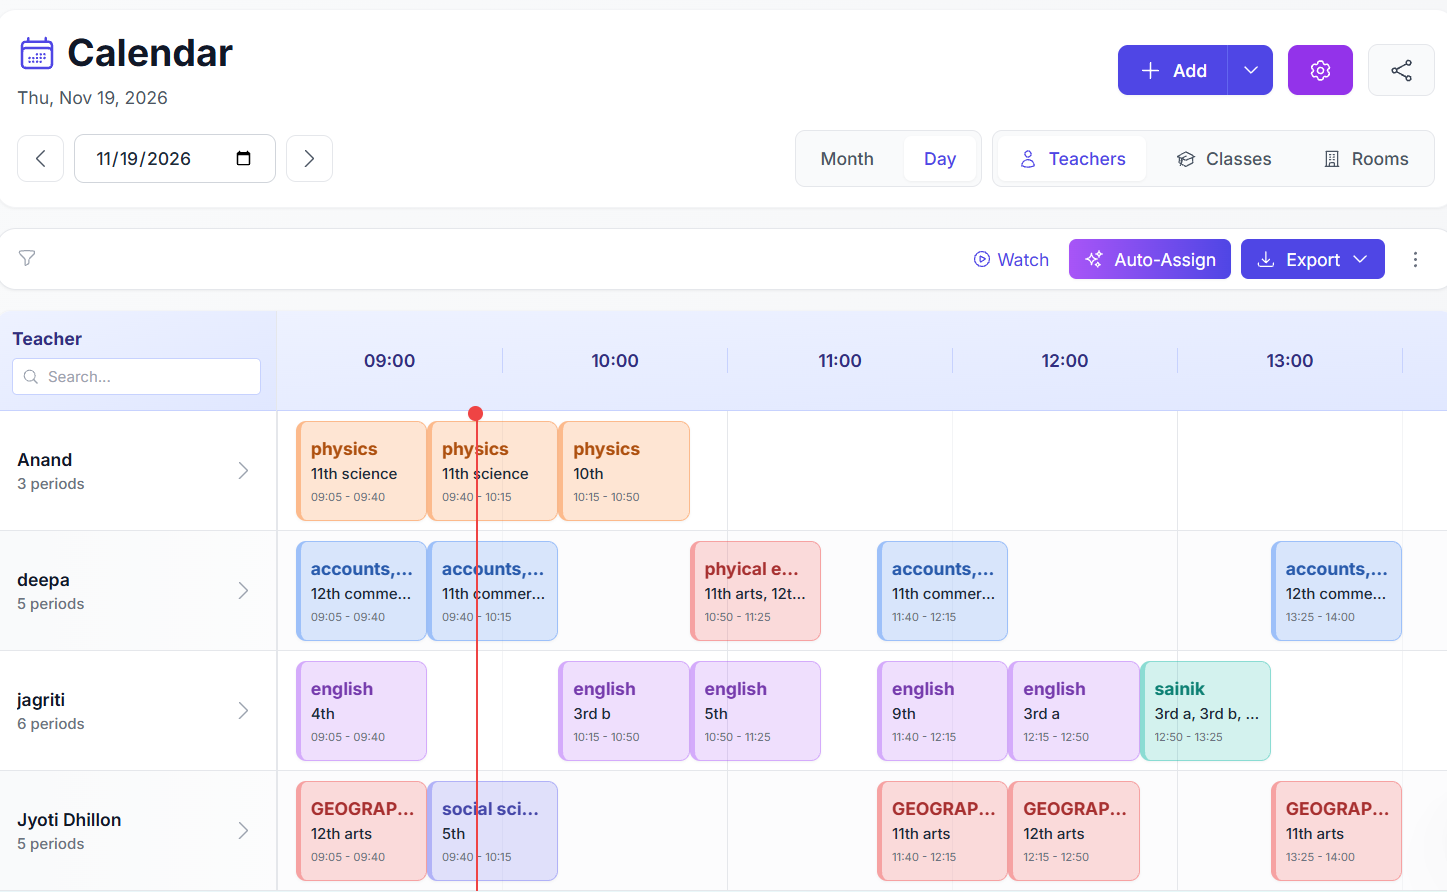 Calendar
Thu, Nov 19, 2026
Add
11/19/2026
Month
Day
Teachers
Classes
Rooms
Watch
Auto-Assign
Export
Teacher
Search...
09:00
10:00
11:00
12:00
13:00
Anand
3 periods
physics
11th science
09:05 - 09:40
physics
11th science
09:40 - 10:15
physics
10th
10:15 - 10:50
deepa
5 periods
accounts,...
12th comme...
09:05 - 09:40
accounts,...
11th commer...
09:40 - 10:15
phyical e...
11th arts, 12t...
10:50 - 11:25
accounts,...
11th commer...
11:40 - 12:15
accounts,...
12th comme...
13:25 - 14:00
jagriti
6 periods
english
4th
09:05 - 09:40
english
3rd b
10:15 - 10:50
english
5th
10:50 - 11:25
english
9th
11:40 - 12:15
english
3rd a
12:15 - 12:50
sainik
3rd a, 3rd b, ...
12:50 - 13:25
Jyoti Dhillon
5 periods
GEOGRAP...
12th arts
09:05 - 09:40
social sci...
5th
09:40 - 10:15
GEOGRAP...
11th arts
11:40 - 12:15
GEOGRAP...
12th arts
12:15 - 12:50
GEOGRAP...
11th arts
13:25 - 14:00